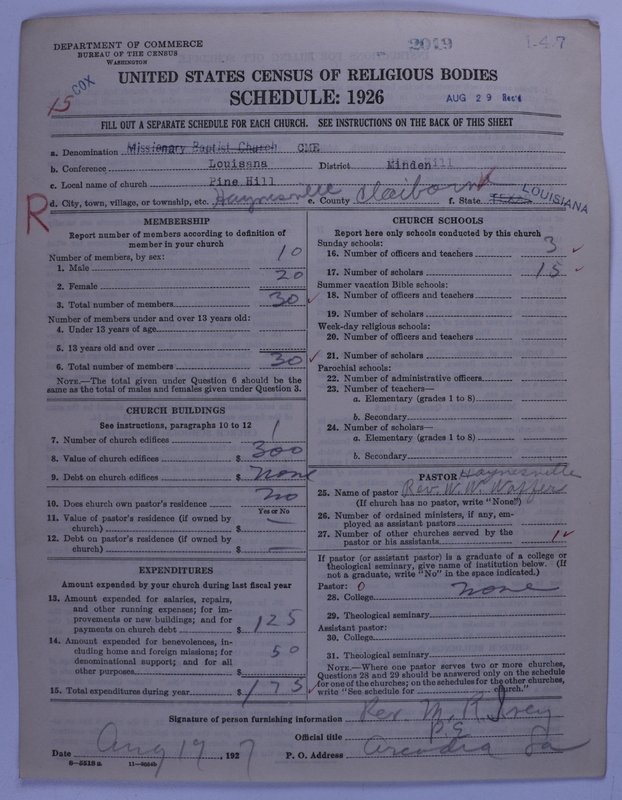 DEPARTMENT OF COMMERCE
BUREAU OF THE CENSUS
WASHINGTON
2019
147
15 COX
UNITED STATES CENSUS OF RELIGIOUS BODIES
SCHEDULE: 1926
AUG 29 Rec'd
FILL OUT A SEPARATE SCHEDULE FOR EACH CHURCH. SEE INSTRUCTIONS ON THE BACK OF THIS SHEET
a. Denomination Missionary Baptist Church CME
b. Conference Louisana District Minden Hill
c. Local name of church Pine Hill
R d. City, town, village, or township, etc. Haynesville e. County Claiborn f. State Texas LOUISIANA
MEMBERSHIP
Report number of members according to definition of
member in your church
Number of members, by sex:
1. Male 10
2. Female 20
3. Total number of members 30
Number of members under and over 13 years old:
4. Under 13 years of age
5. 13 years old and over
6. Total number of members 30
NOTE.—The total given under Question 6 should be
same as the total of males and females given under Question 3.
CHURCH BUILDINGS
See instructions, paragraphs 10 to 12
7. Number of church edifices 1
8. Value of church edifices $ 300
9. Debt on church edifices $ none
10. Does church own pastor's residence no
Yes or No
11. Value of pastor's residence (if owned by
church) $ —
12. Debt on pastor's residence (if owned by
church) $ —
EXPENDITURES
Amount expended by your church during last fiscal year
13. Amount expended for salaries, repairs,
and other running expenses; for im-
provements or new buildings; and for
payments on church debt $ 125
14. Amount expended for benevolences, in-
cluding home and foreign missions; for
denominational support; and for all
other purposes $ 50
15. Total expenditures during year $ 175
CHURCH SCHOOLS
Report here only schools conducted by this church
Sunday schools:
16. Number of officers and teachers 3
17. Number of scholars 15
Summer vacation Bible schools:
18. Number of officers and teachers
19. Number of scholars
Week-day religious schools:
20. Number of officers and teachers
21. Number of scholars
Parochial schools:
22. Number of administrative officers
23. Number of teachers—
a. Elementary (grades 1 to 8)
b. Secondary
24. Number of scholars—
a. Elementary (grades 1 to 8)
b. Secondary
PASTOR Haynesville
25. Name of pastor Rev. W. W.
(If church has no pastor, write "None")
26. Number of ordained ministers, if any, em-
ployed as assistant pastors
27. Number of other churches served by the
pastor or his assistants 1
If pastor (or assistant pastor) is a graduate of a college or
theological seminary, give name of institution below. (If
not a graduate, write "No" in the space indicated.)
Pastor: 0
28. College none
29. Theological seminary
Assistant pastor:
30. College
31. Theological seminary
NOTE.—Where one pastor serves two or more churches,
Questions 28 and 29 should be answered only on the schedule
for one of the churches; on the schedules for the other churches,
write "See schedule for church."
Signature of person furnishing information Rev. M. R. Ivey
Official title P. E.
Date Aug 19, 1927 P. O. Address Arcadia La